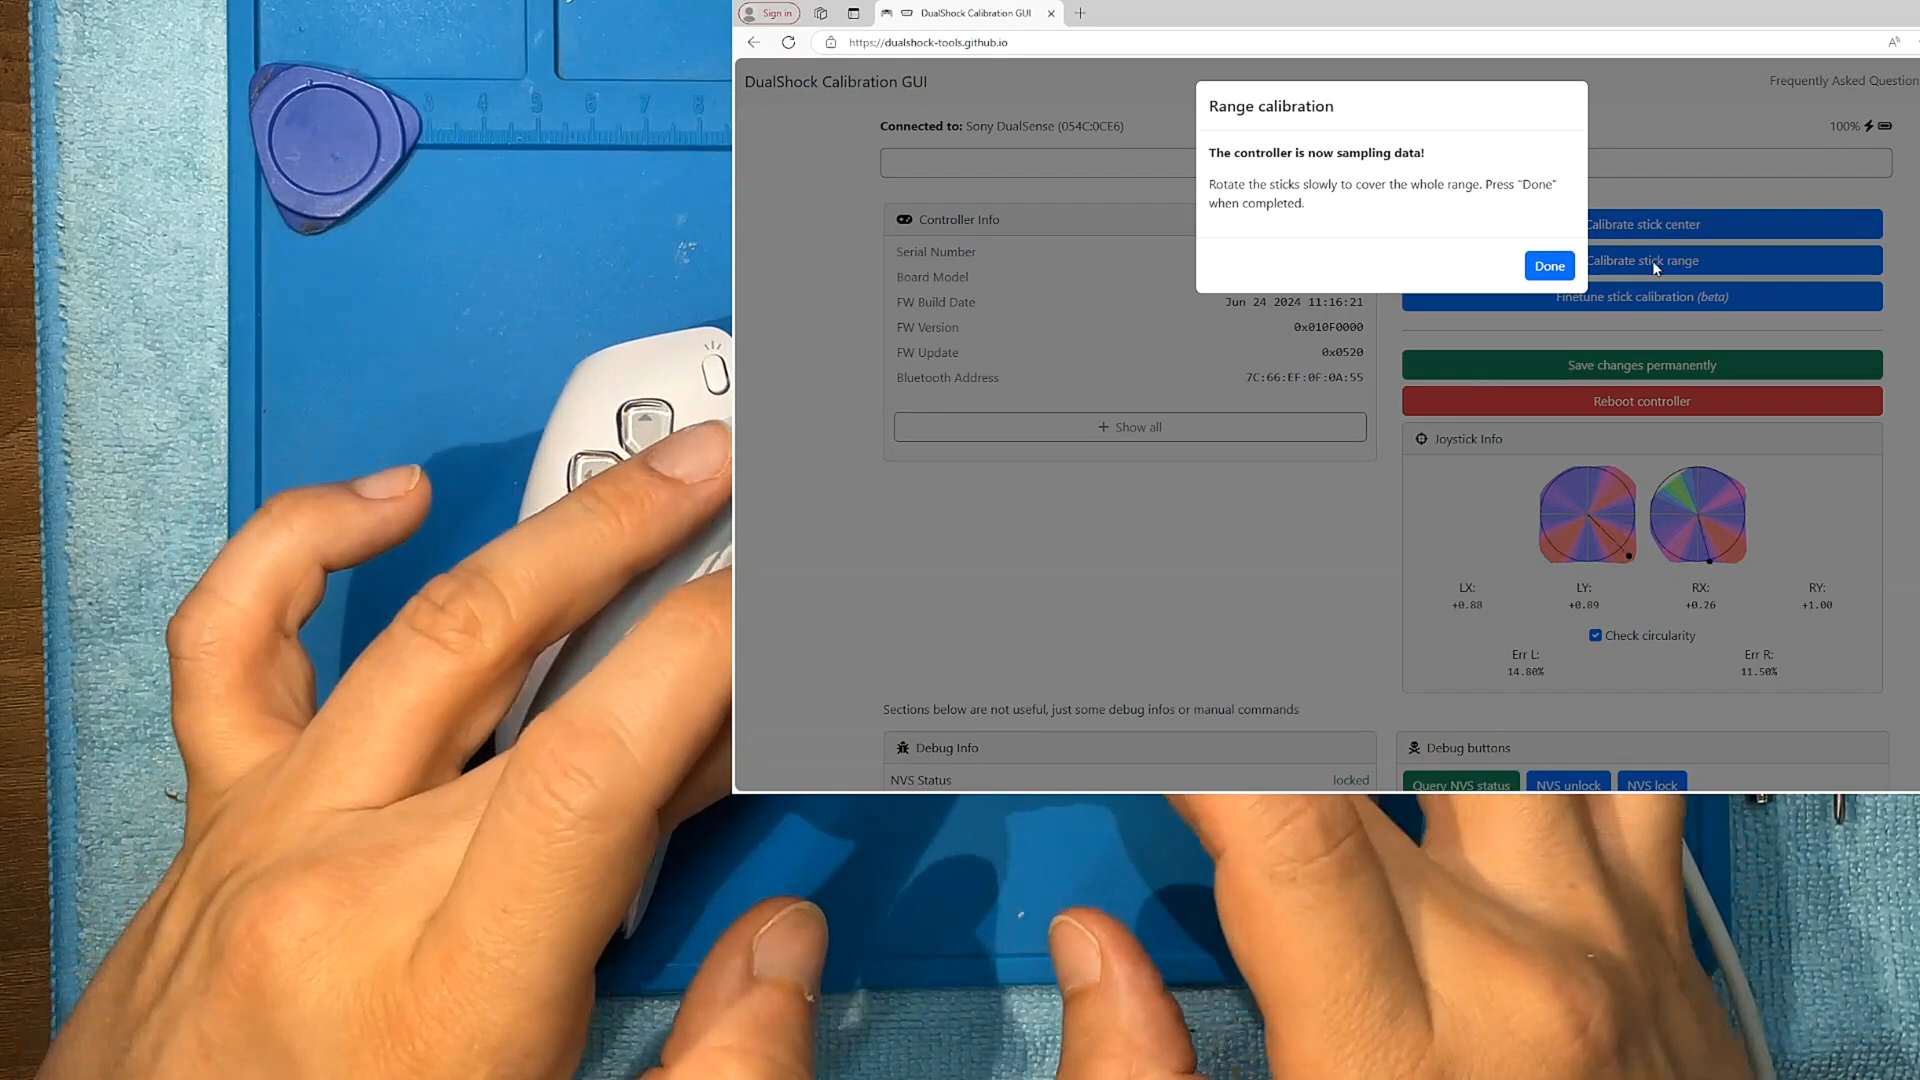 Sign in
DualShock Calibration GUI
https://dualshock-tools.github.io
DualShock Calibration GUI
Frequently Asked Question
Range calibration
The controller is now sampling data!
Rotate the sticks slowly to cover the whole range. Press "Done"
when completed.
Done
Connected to: Sony DualSense (054C:0CE6)
100%
Controller Info
Serial Number
Board Model
FW Build Date
Jun 24 2024 11:16:21
FW Version
0x010F0000
FW Update
0x0520
Bluetooth Address
7C:66:EF:0F:0A:55
Show all
Calibrate stick center
Calibrate stick range
Finetune stick calibration (beta)
Save changes permanently
Reboot controller
Joystick Info
LX: LY: RX: RY:
+0.88 +0.89 +0.26 +1.00
Check circularity
Err L: Err R:
14.80% 11.50%
Sections below are not useful, just some debug infos or manual commands
Debug Info
NVS Status
locked
Debug buttons
Query NVS status NVS unlock NVS lock
3 4 5 6 7 8